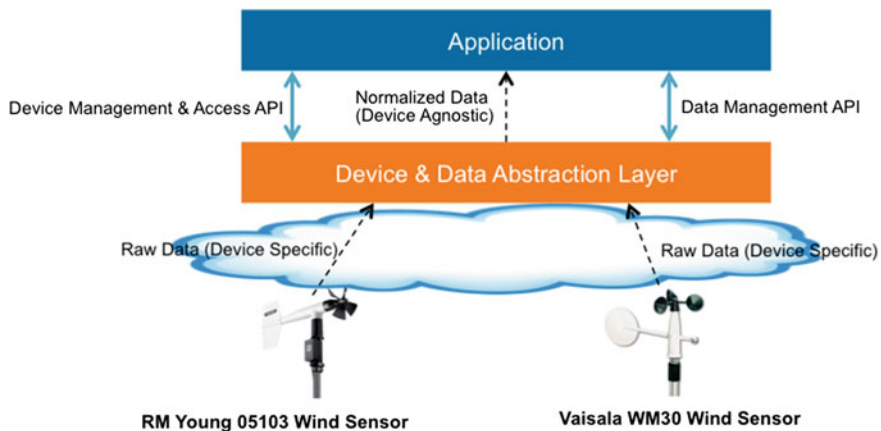 Application
Device Management & Access API
Normalized Data
(Device Agnostic)
Data Management API
Device & Data Abstraction Layer
Raw Data (Device Specific)
Raw Data (Device Specific)
RM Young 05103 Wind Sensor
Vaisala WM30 Wind Sensor